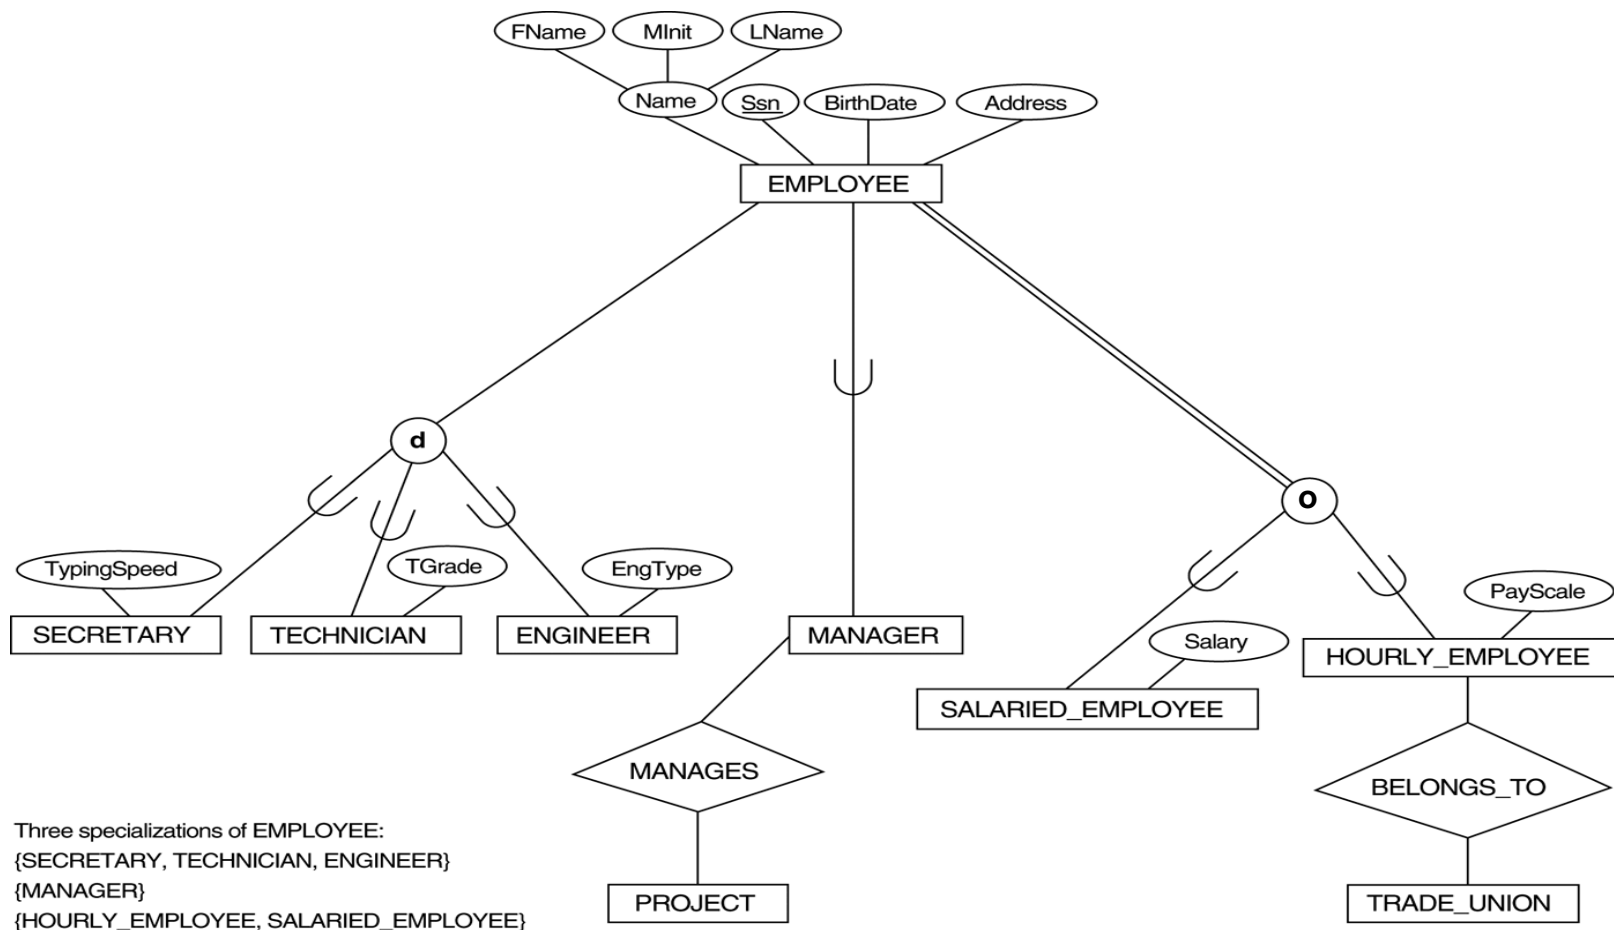 FName
MInit
LName
Name
Ssn
BirthDate
Address
EMPLOYEE
d
O
TypingSpeed
TGrade
EngType
PayScale
SECRETARY
TECHNICIAN
ENGINEER
MANAGER
Salary
HOURLY_EMPLOYEE
SALARIED_EMPLOYEE
MANAGES
BELONGS_TO
PROJECT
TRADE_UNION
Three specializations of EMPLOYEE:
{SECRETARY, TECHNICIAN, ENGINEER}
{MANAGER}
{HOURLY_EMPLOYEE, SALARIED_EMPLOYEE}